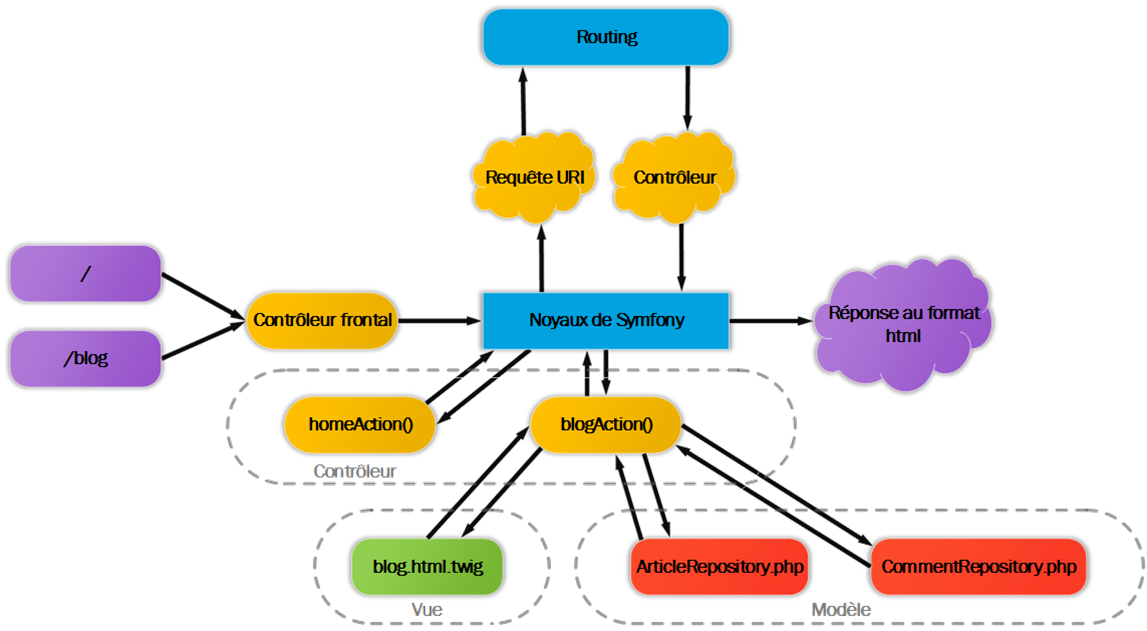 Routing
Requête URI
Contrôleur
/
/blog
Contrôleur frontal
Noyaux de Symfony
Réponse au format
html
homeAction()
blogAction()
Contrôleur
blog.html.twig
ArticleRepository.php
CommentRepository.php
Vue
Modèle